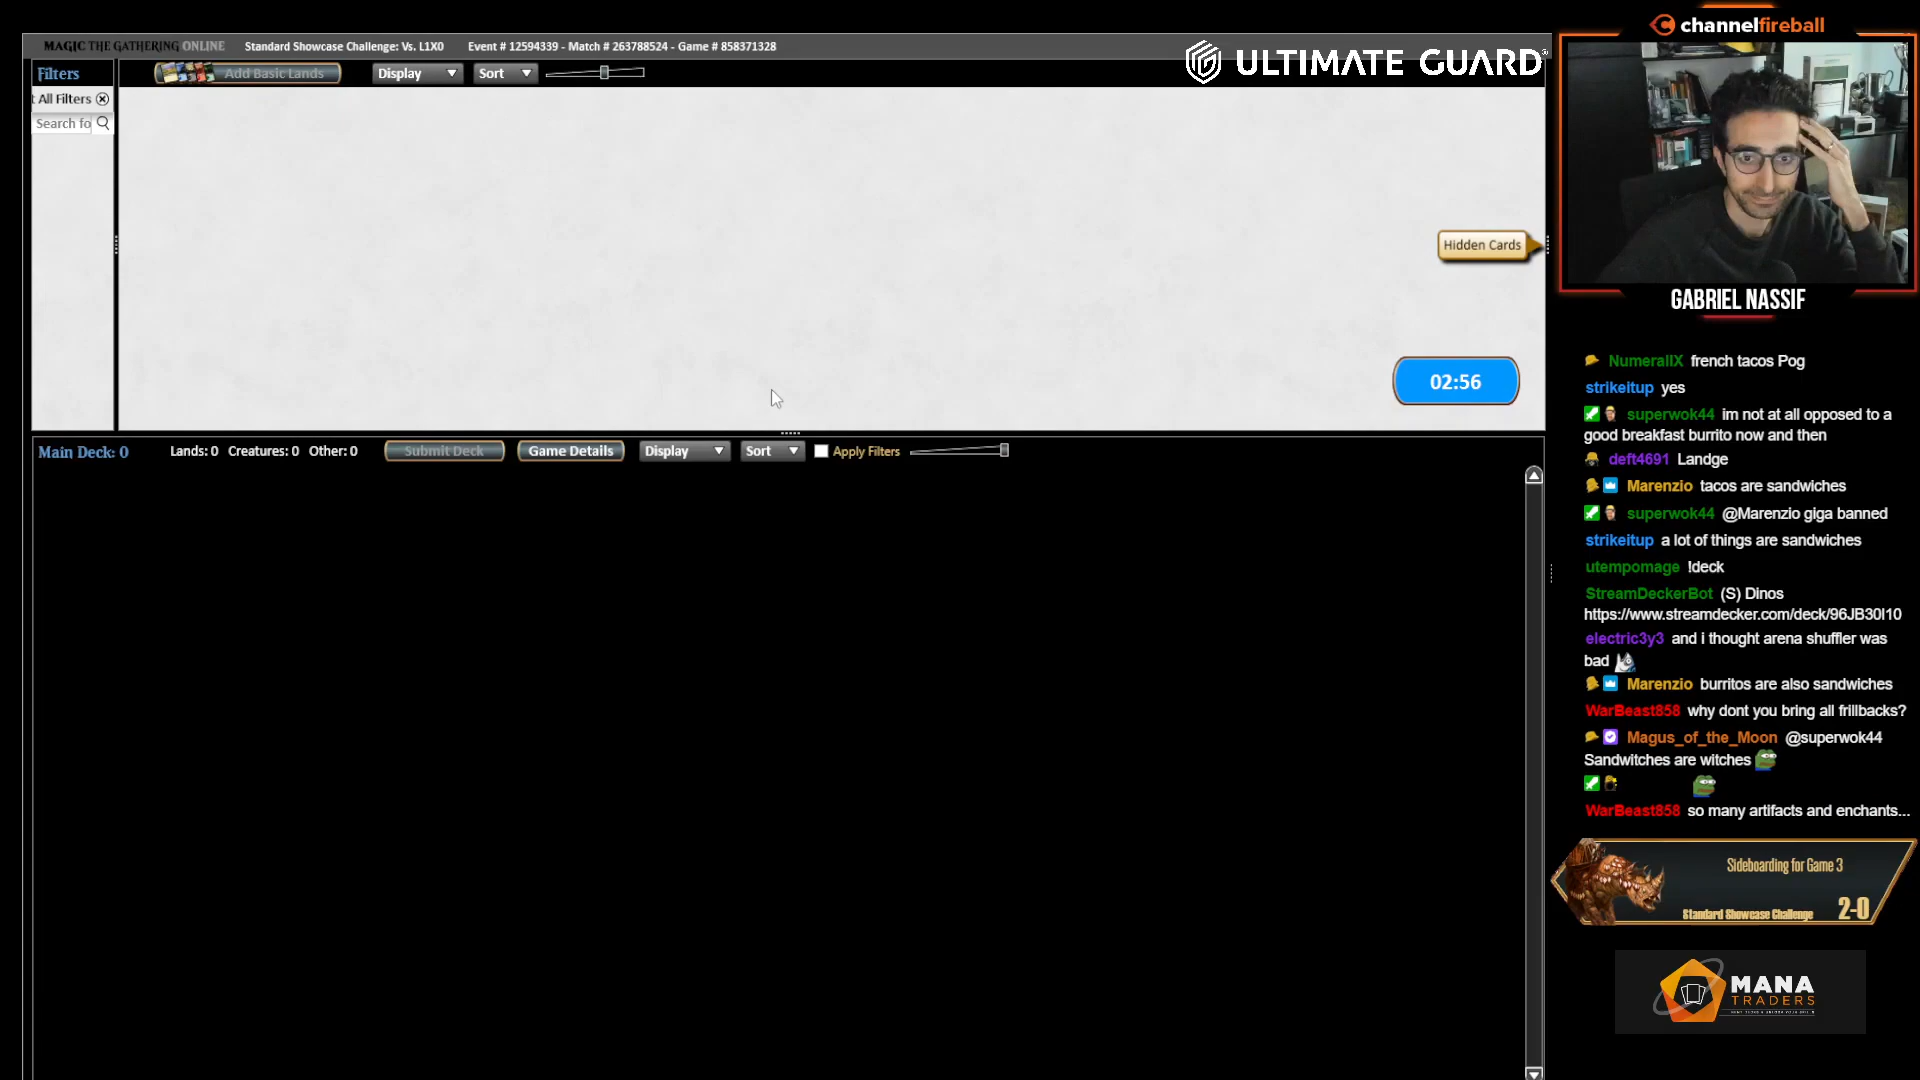 channelfireball
MAGIC THE GATHERING ONLINE Standard Showcase Challenge: Vs. L1X0 Event # 12594339 - Match # 263788524 - Game # 858371328
ULTIMATE GUARD
Filters
Add Basic Lands Display Sort
t All Filters
Search fo
Hidden Cards
02:56
Main Deck: 0 Lands: 0 Creatures: 0 Other: 0 Submit Deck Game Details Display Sort Apply Filters
GABRIEL NASSIF
NumerallX french tacos Pog
strikeitup yes
superwok44 im not at all opposed to a
good breakfast burrito now and then
deft4691 Landge
Marenzio tacos are sandwiches
superwok44 @Marenzio giga banned
strikeitup a lot of things are sandwiches
utempomage !deck
StreamDeckerBot (S) Dinos
https://www.streamdecker.com/deck/96JB30l10
electric3y3 and i thought arena shuffler was
bad
Marenzio burritos are also sandwiches
WarBeast858 why dont you bring all frillbacks?
Magus_of_the_Moon @superwok44
Sandwitches are witches
WarBeast858 so many artifacts and enchants...
Sideboarding for Game 3
Standard Showcase Challenge 2-0
MANA
TRADERS